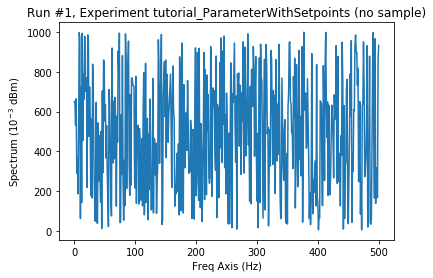 Run #1, Experiment tutorial_ParameterWithSetpoints (no sample)
1000
800
600
400
200
0
Spectrum (10⁻³ dBm)
0 100 200 300 400 500
Freq Axis (Hz)